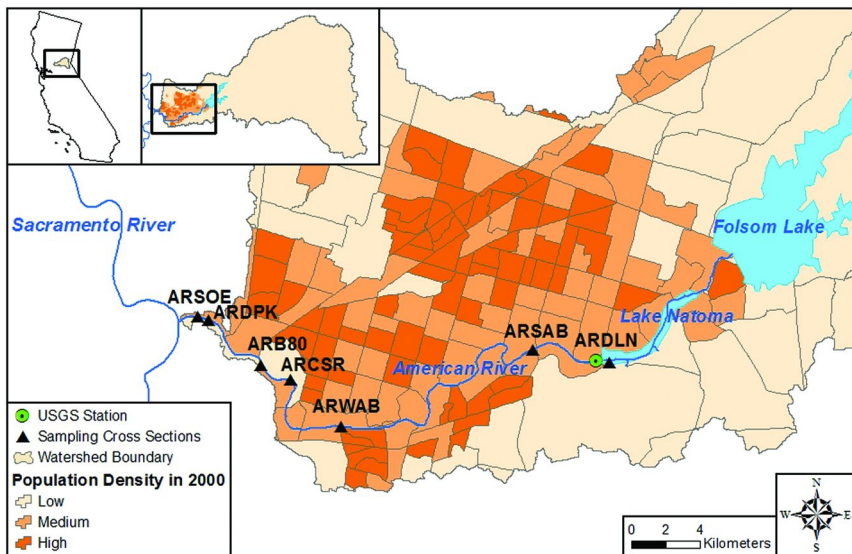 Sacramento River
Folsom Lake
ARSOE
ARDPK
Lake Natoma
ARB80
ARSAB
ARDLN
ARCSR
American River
ARWAB
USGS Station
Sampling Cross Sections
Watershed Boundary
Population Density in 2000
Low
Medium
High
0 2 4
Kilometers
N
W E
S